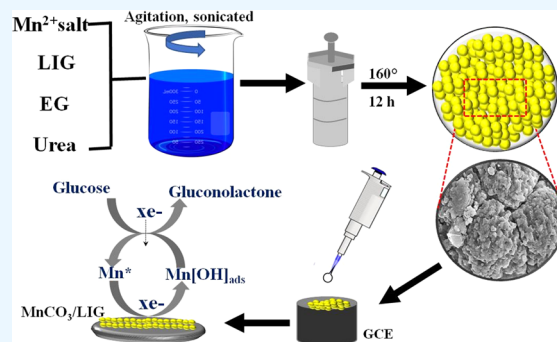 Agitation, sonicated
Mn²⁺salt
LIG
EG
Urea
160°
12 h
Glucose
Gluconolactone
xe-
Mn*
Mn[OH]ads
xe-
MnCO₃/LIG
GCE